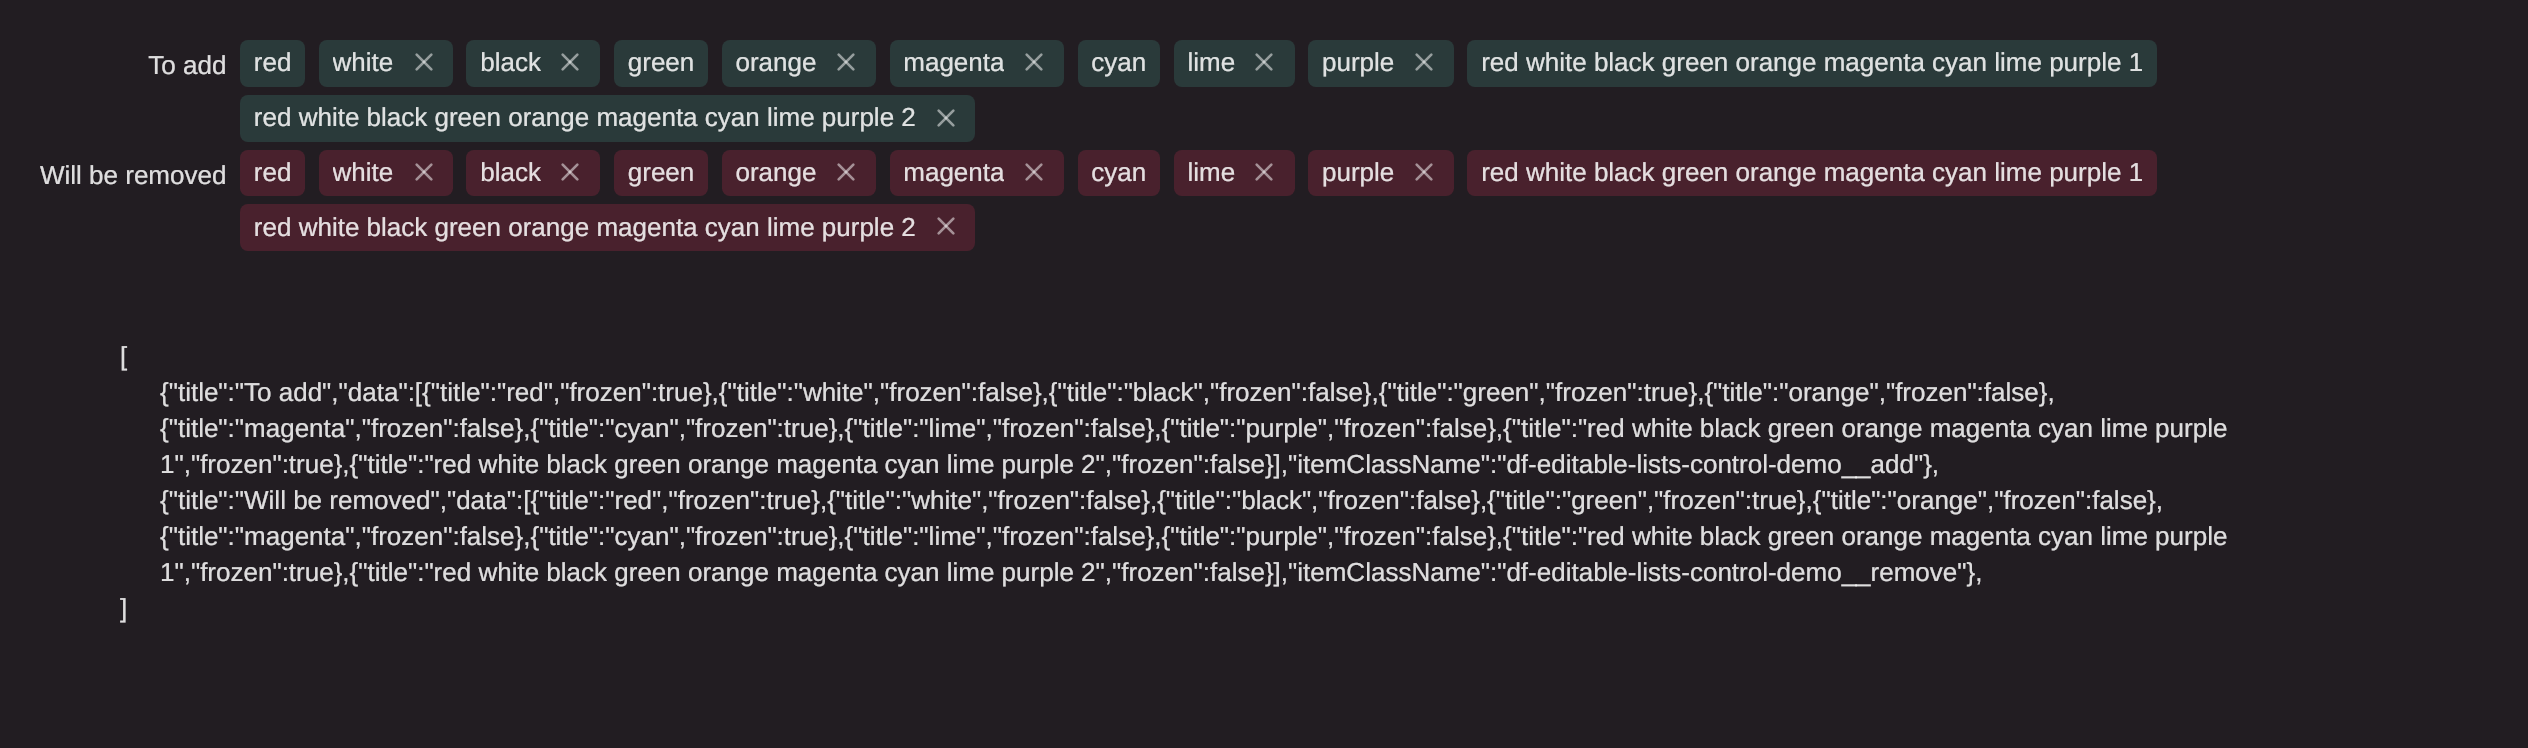 To add red white black green orange magenta cyan lime purple red white black green orange magenta cyan lime purple 1
red white black green orange magenta cyan lime purple 2
Will be removed red white black green orange magenta cyan lime purple red white black green orange magenta cyan lime purple 1
red white black green orange magenta cyan lime purple 2
[
{"title":"To add","data":[{"title":"red","frozen":true},{"title":"white","frozen":false},{"title":"black","frozen":false},{"title":"green","frozen":true},{"title":"orange","frozen":false},
{"title":"magenta","frozen":false},{"title":"cyan","frozen":true},{"title":"lime","frozen":false},{"title":"purple","frozen":false},{"title":"red white black green orange magenta cyan lime purple
1","frozen":true},{"title":"red white black green orange magenta cyan lime purple 2","frozen":false}],"itemClassName":"df-editable-lists-control-demo__add"},
{"title":"Will be removed","data":[{"title":"red","frozen":true},{"title":"white","frozen":false},{"title":"black","frozen":false},{"title":"green","frozen":true},{"title":"orange","frozen":false},
{"title":"magenta","frozen":false},{"title":"cyan","frozen":true},{"title":"lime","frozen":false},{"title":"purple","frozen":false},{"title":"red white black green orange magenta cyan lime purple
1","frozen":true},{"title":"red white black green orange magenta cyan lime purple 2","frozen":false}],"itemClassName":"df-editable-lists-control-demo__remove"},
]